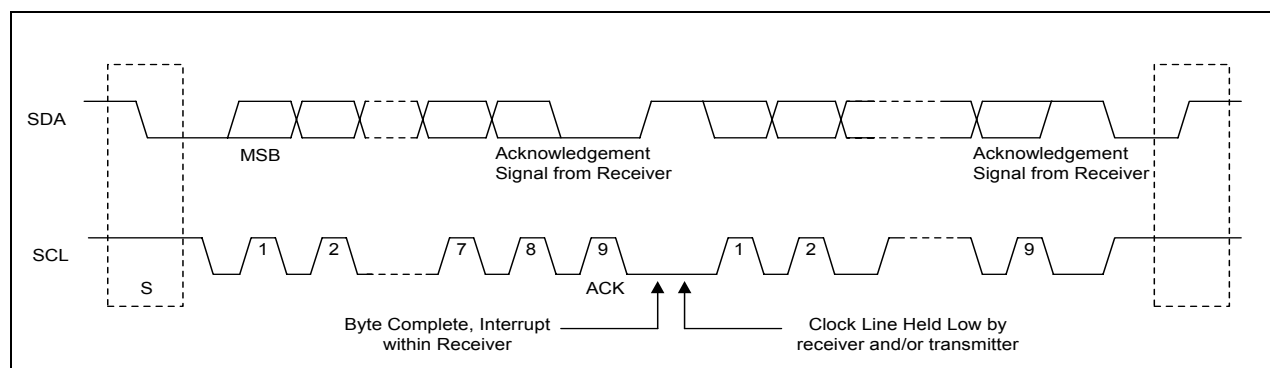 SDA
MSB
Acknowledgement
Signal from Receiver
Acknowledgement
Signal from Receiver
SCL
1
2
7
8
9
1
2
9
S
ACK
Byte Complete, Interrupt
within Receiver
Clock Line Held Low by
receiver and/or transmitter